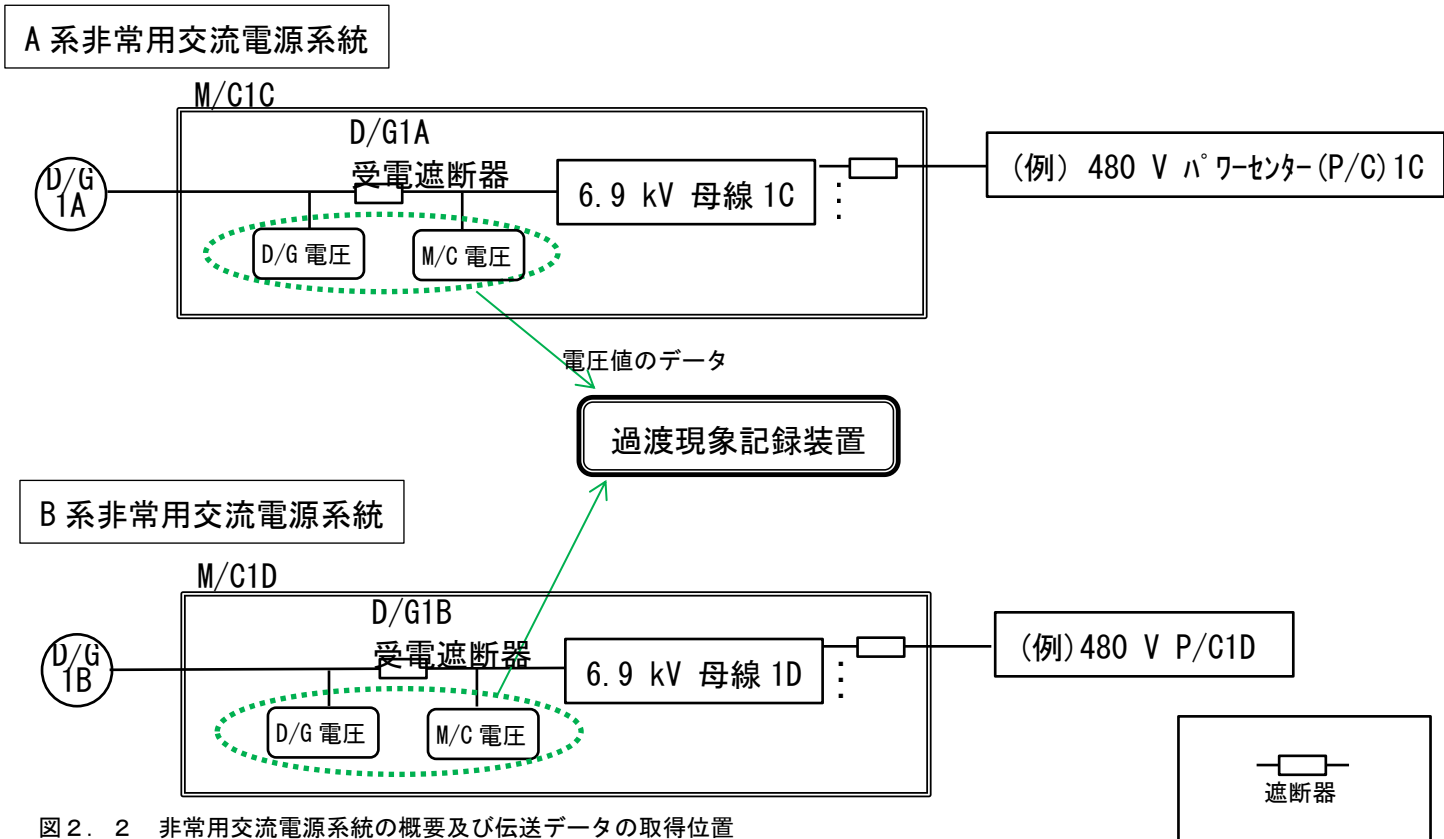 A 系非常用交流電源系統
M/C1C
D/G1A
受電遮断器
D/G
1A
6.9 kV 母線 1C
:
(例) 480 V パワーセンター(P/C)1C
D/G 電圧
M/C 電圧
電圧値のデータ
過渡現象記録装置
B 系非常用交流電源系統
M/C1D
D/G1B
受電遮断器
D/G
1B
6.9 kV 母線 1D
:
(例)480 V P/C1D
D/G 電圧
M/C 電圧
遮断器
図2.2 非常用交流電源系統の概要及び伝送データの取得位置